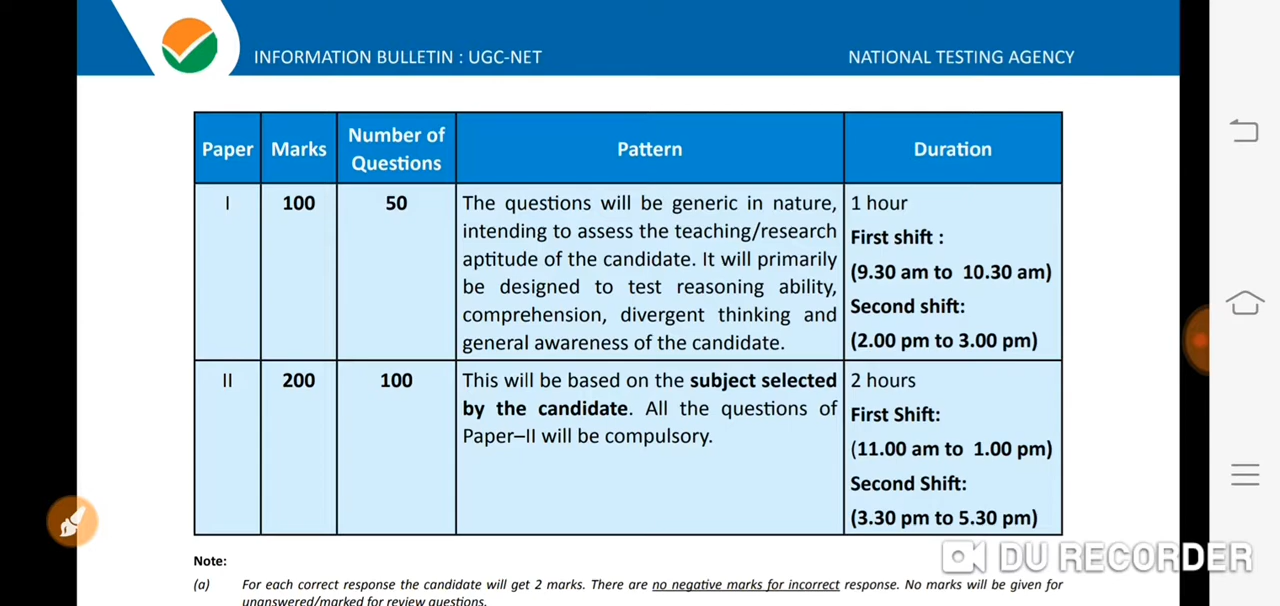 INFORMATION BULLETIN : UGC-NET
NATIONAL TESTING AGENCY
Paper
Marks
Number of
Questions
Pattern
Duration
I
100
50
The questions will be generic in nature,
intending to assess the teaching/research
aptitude of the candidate. It will primarily
be designed to test reasoning ability,
comprehension, divergent thinking and
general awareness of the candidate.
1 hour
First shift :
(9.30 am to 10.30 am)
Second shift:
(2.00 pm to 3.00 pm)
II
200
100
This will be based on the subject selected
by the candidate. All the questions of
Paper–II will be compulsory.
2 hours
First Shift:
(11.00 am to 1.00 pm)
Second Shift:
(3.30 pm to 5.30 pm)
Note:
(a) For each correct response the candidate will get 2 marks. There are no negative marks for incorrect response. No marks will be given for
unanswered/marked for review questions.
DU RECORDER